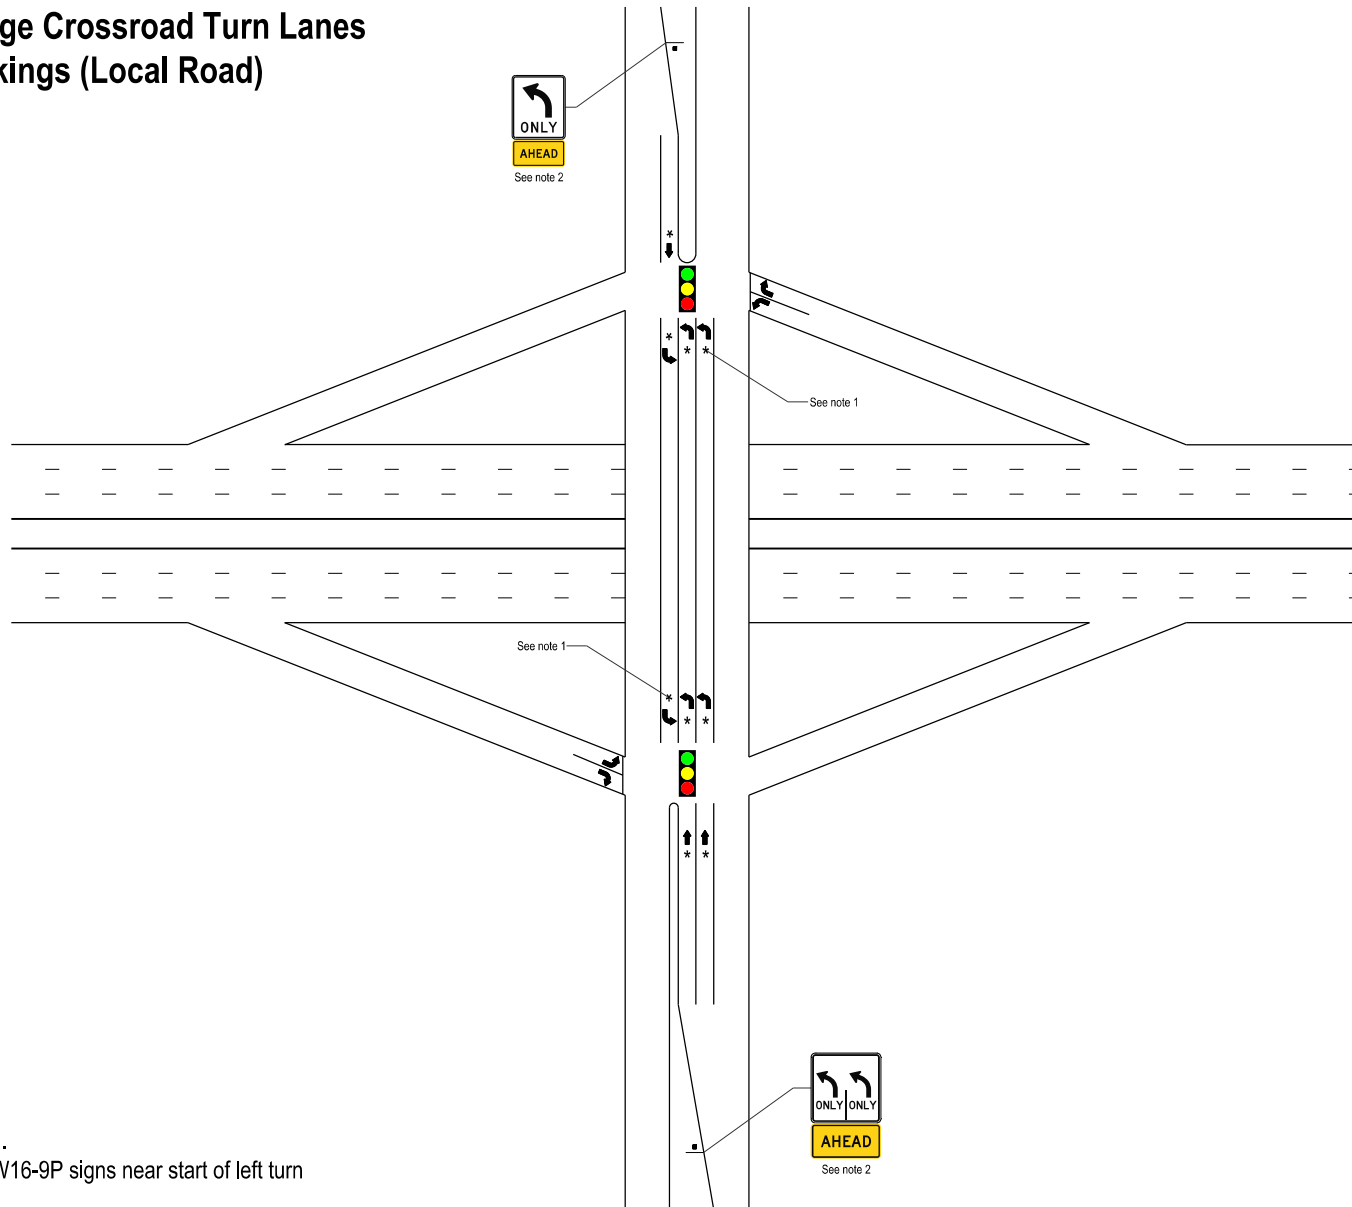 ge Crossroad Turn Lanes
kings (Local Road)
ONLY
AHEAD
See note 2
*
* * *
See note 1
See note 1
* * *
* *
ONLY ONLY
AHEAD
See note 2
.
W16-9P signs near start of left turn